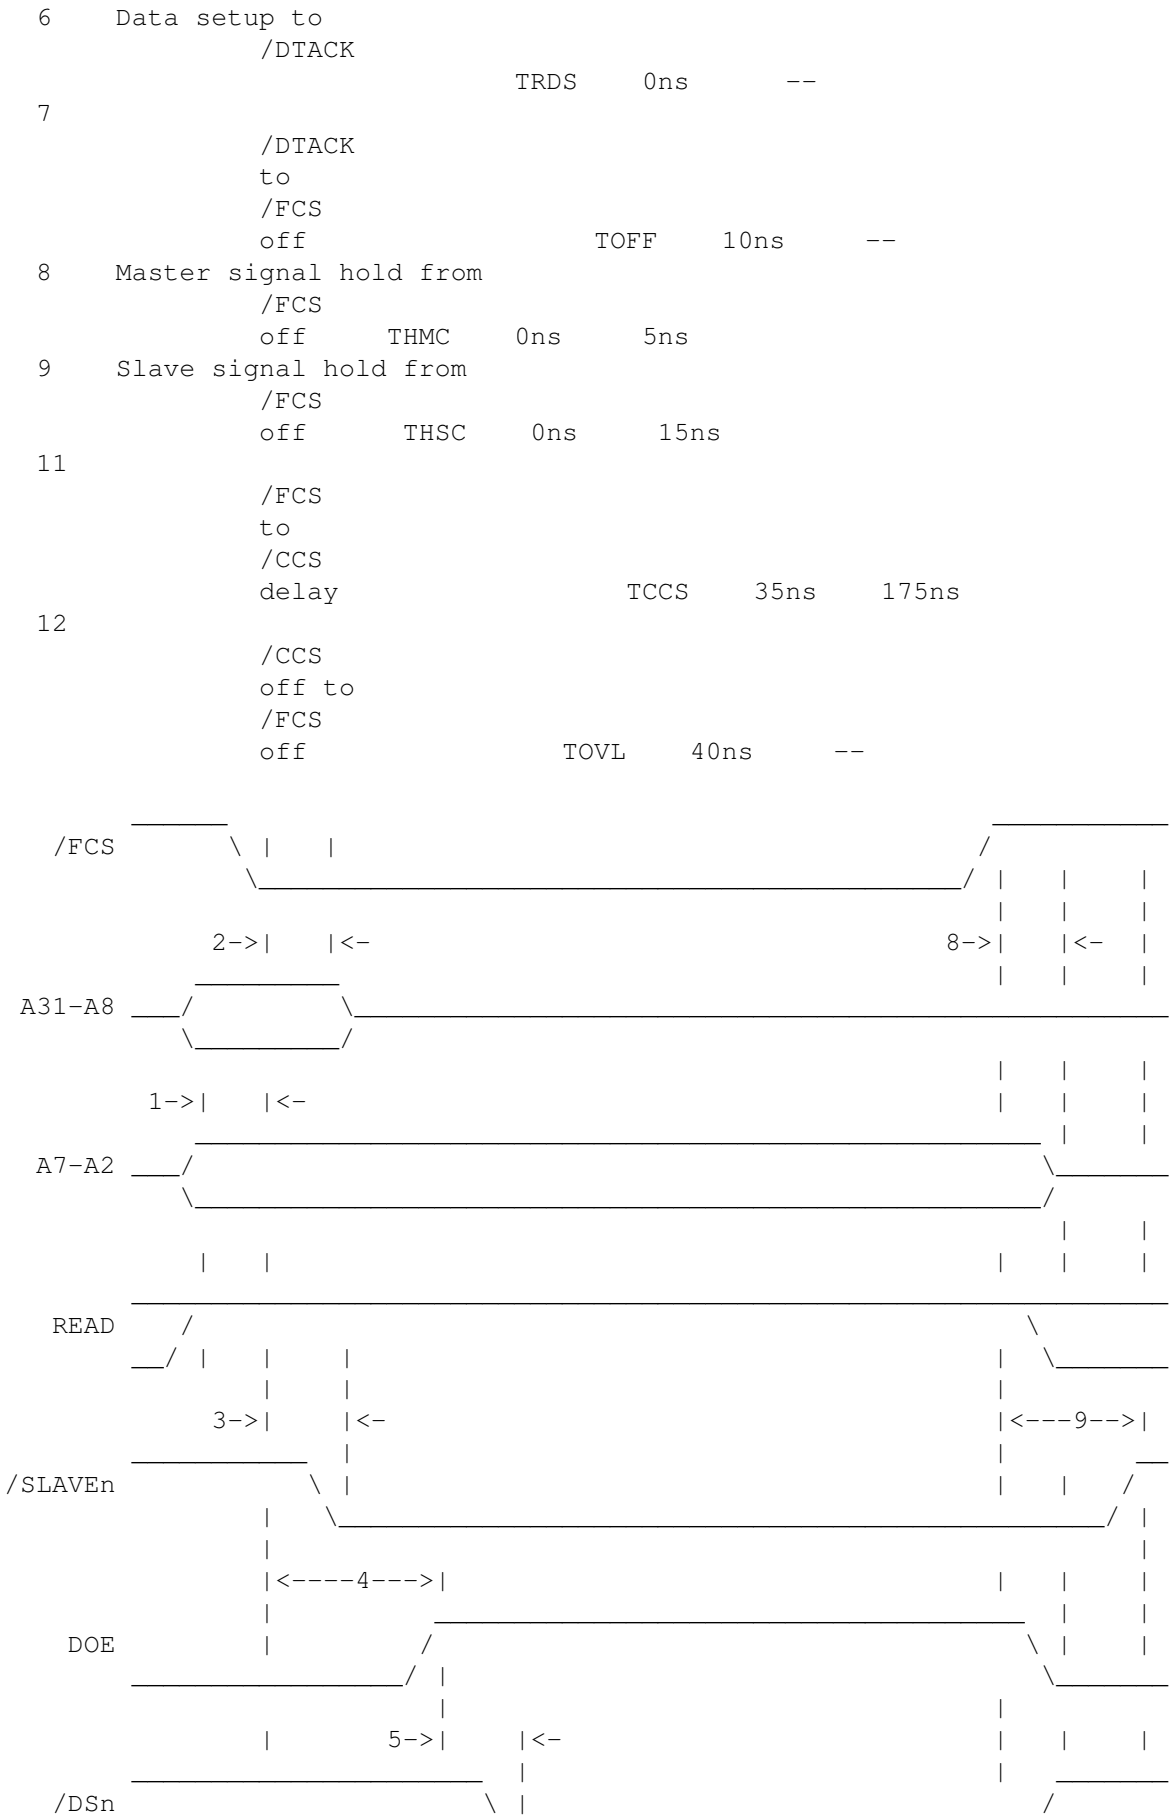 6    Data setup to
/DTACK
TRDS    0ns      --
7
/DTACK
to
/FCS
off                  TOFF    10ns     --
8    Master signal hold from
/FCS
off      THMC    0ns      5ns
9    Slave signal hold from
/FCS
off      THSC    0ns     15ns
11
/FCS
to
/CCS
delay                  TCCS    35ns    175ns
12
/CCS
off to
/FCS
off                TOVL    40ns     --
/FCS
2->|   |<-                                    8->|   |<-  |
A31-A8
1->|   |<-
A7-A2
READ
3->|    |<-                                      |<---9-->|
/SLAVEn
|<----4--->|
DOE
5->|    |<-
/DSn